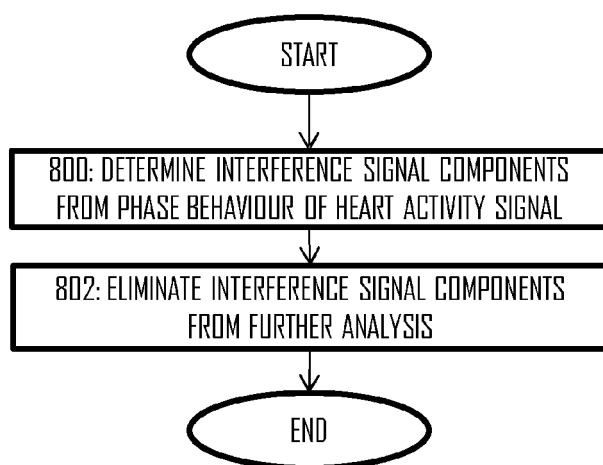 START
800: DETERMINE INTERFERENCE SIGNAL COMPONENTS
FROM PHASE BEHAVIOUR OF HEART ACTIVITY SIGNAL
802: ELIMINATE INTERFERENCE SIGNAL COMPONENTS
FROM FURTHER ANALYSIS
END